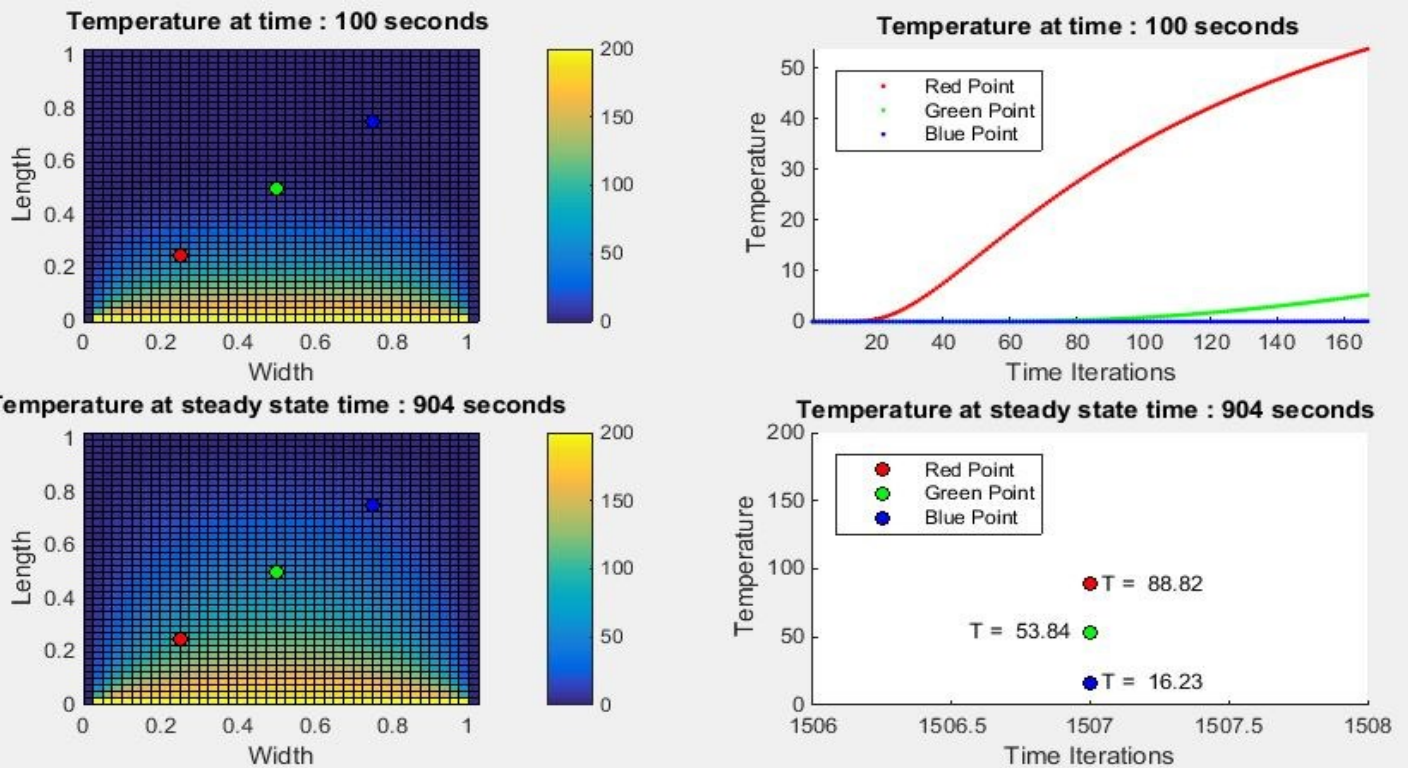 Temperature at time : 100 seconds
1
0.8
0.6
0.4
0.2
0
Length
0 0.2 0.4 0.6 0.8 1
Width
200
150
100
50
0
Temperature at time : 100 seconds
50
40
30
20
10
0
Temperature
Red Point
Green Point
Blue Point
20 40 60 80 100 120 140 160
Time Iterations
Temperature at steady state time : 904 seconds
1
0.8
0.6
0.4
0.2
0
Length
0 0.2 0.4 0.6 0.8 1
Width
200
150
100
50
0
Temperature at steady state time : 904 seconds
200
150
100
50
0
Temperature
Red Point
Green Point
Blue Point
T = 88.82
T = 53.84
T = 16.23
1506 1506.5 1507 1507.5 1508
Time Iterations